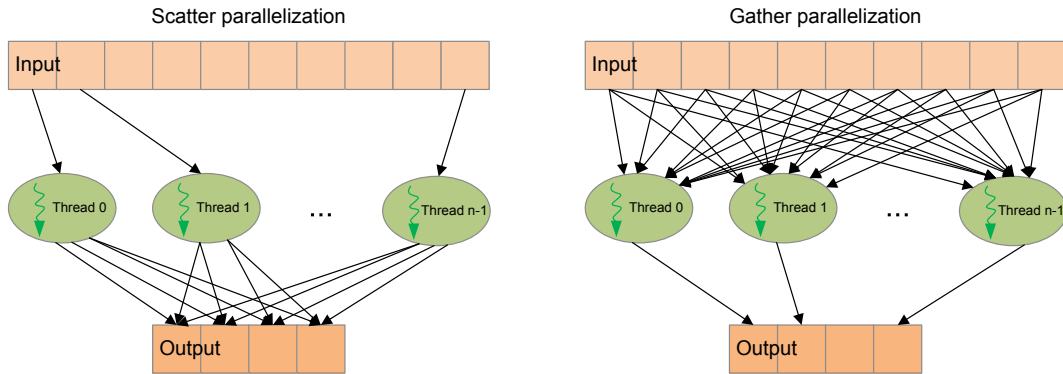 Scatter parallelization
Gather parallelization
Input
Input
Thread 0
Thread 1
...
Thread n-1
Thread 0
Thread 1
...
Thread n-1
Output
Output